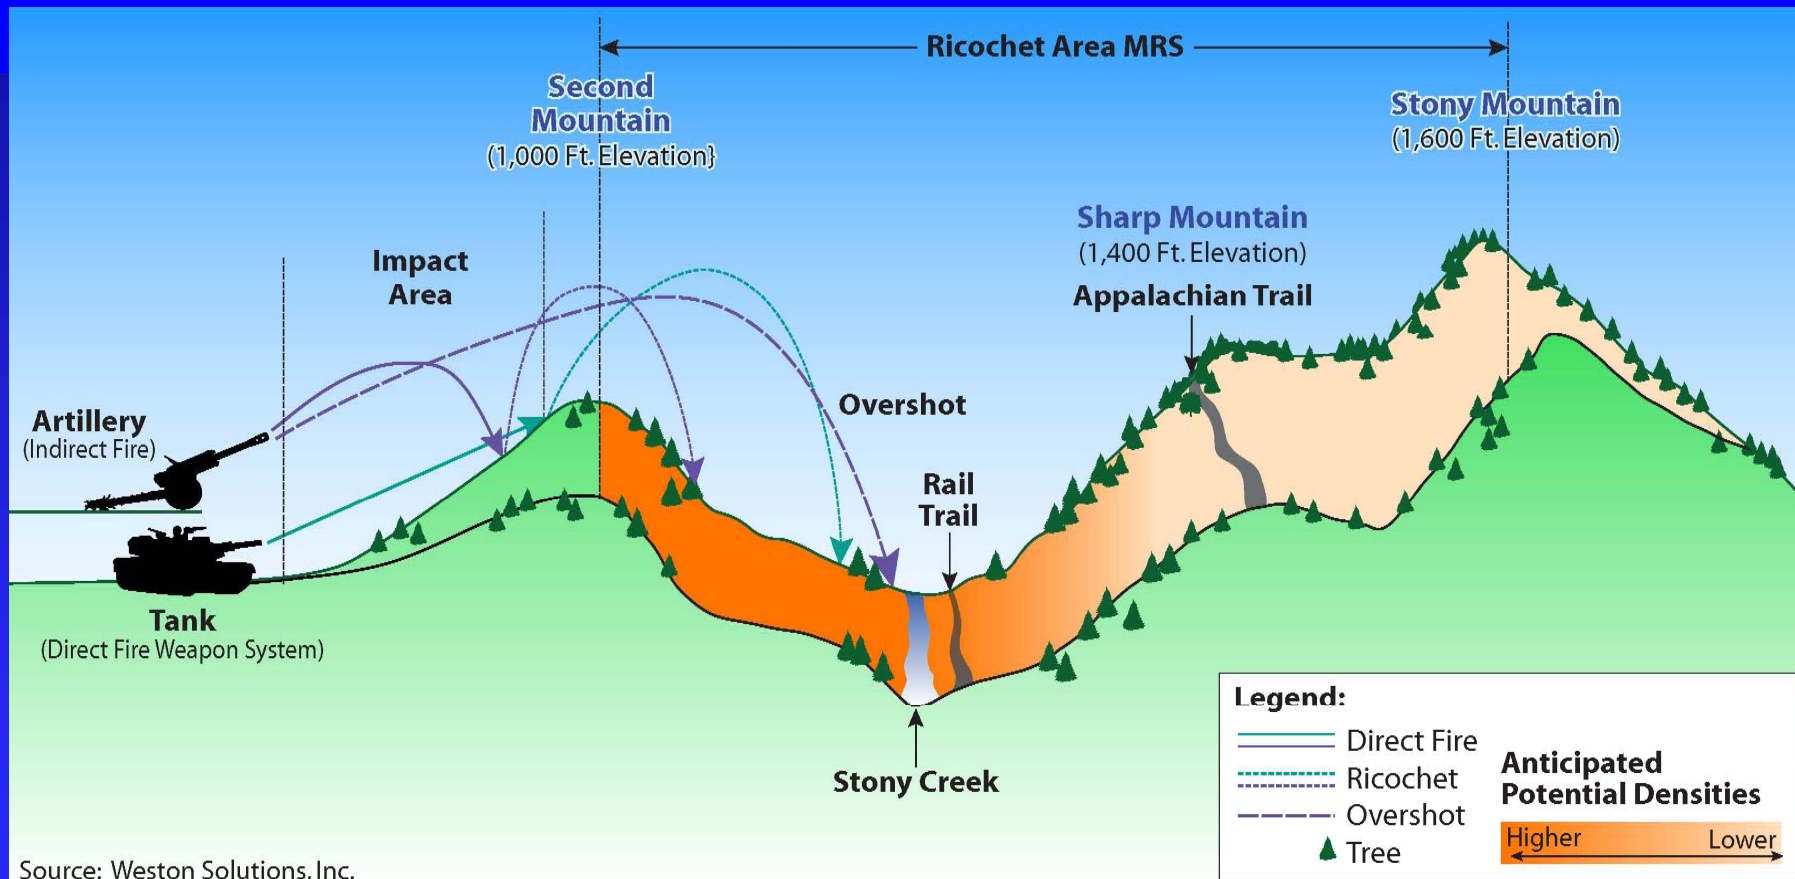 Ricochet Area MRS
Second
Mountain
(1,000 Ft. Elevation}
Stony Mountain
(1,600 Ft. Elevation)
Sharp Mountain
(1,400 Ft. Elevation)
Appalachian Trail
Impact
Area
Artillery
(Indirect Fire)
Overshot
Rail
Trail
Tank
(Direct Fire Weapon System)
Stony Creek
Legend:
Direct Fire
Ricochet
Overshot
Tree
Anticipated
Potential Densities
Higher Lower
Source: Weston Solutions, Inc.